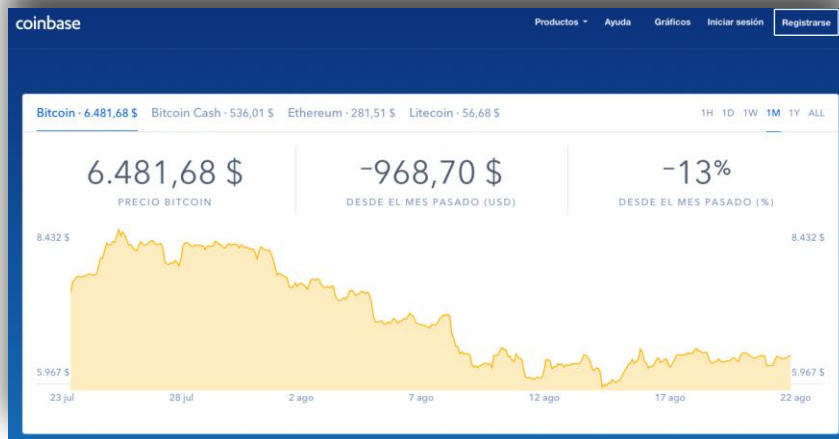 coinbase
Productos Ayuda Gráficos Iniciar sesión Registrarse
Bitcoin · 6.481,68 $ Bitcoin Cash · 536,01 $ Ethereum · 281,51 $ Litecoin · 56,68 $ 1H 1D 1W 1M 1Y ALL
6.481,68 $ −968,70 $ −13%
PRECIO BITCOIN DESDE EL MES PASADO (USD) DESDE EL MES PASADO (%)
8.432 $ 8.432 $
5.967 $ 5.967 $
23 jul 28 jul 2 ago 7 ago 12 ago 17 ago 22 ago